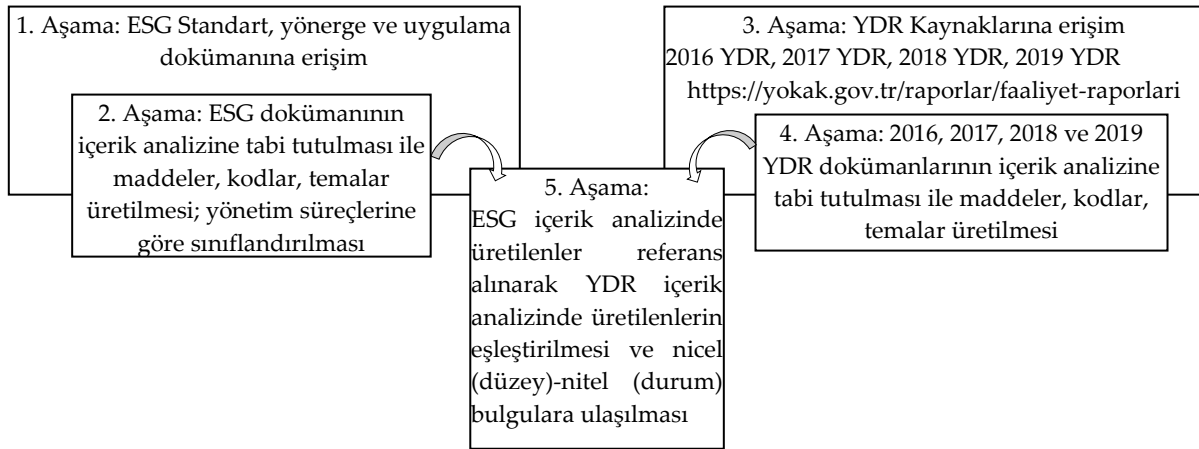 1. Aşama: ESG Standart, yönerge ve uygulama
dokümanına erişim
2. Aşama: ESG dokümanının
içerik analizine tabi tutulması ile
maddeler, kodlar, temalar
üretilmesi; yönetim süreçlerine
göre sınıflandırılması
3. Aşama: YDR Kaynaklarına erişim
2016 YDR, 2017 YDR, 2018 YDR, 2019 YDR
https://yokak.gov.tr/raporlar/faaliyet-raporlari
4. Aşama: 2016, 2017, 2018 ve 2019
YDR dokümanlarının içerik analizine
tabi tutulması ile maddeler, kodlar,
temalar üretilmesi
5. Aşama:
ESG içerik analizinde
üretilenler referans
alınarak YDR içerik
analizinde üretilenlerin
eşleştirilmesi ve nicel
(düzey)-nitel (durum)
bulgulara ulaşılması